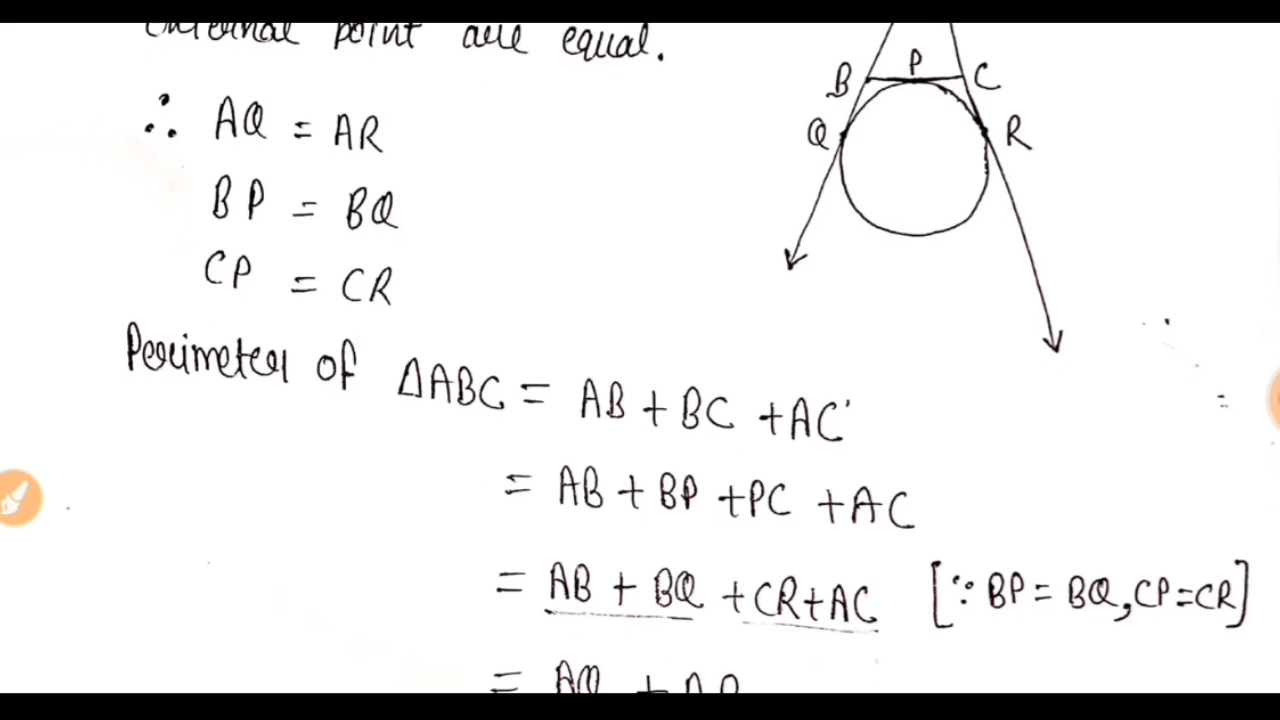 point are equal.
B P C
Q R
∴ AQ = AR
BP = BQ
CP = CR
Perimeter of ΔABC = AB + BC + AC
= AB + BP + PC + AC
= AB + BQ + CR + AC [∵ BP = BQ, CP = CR]
= AQ +